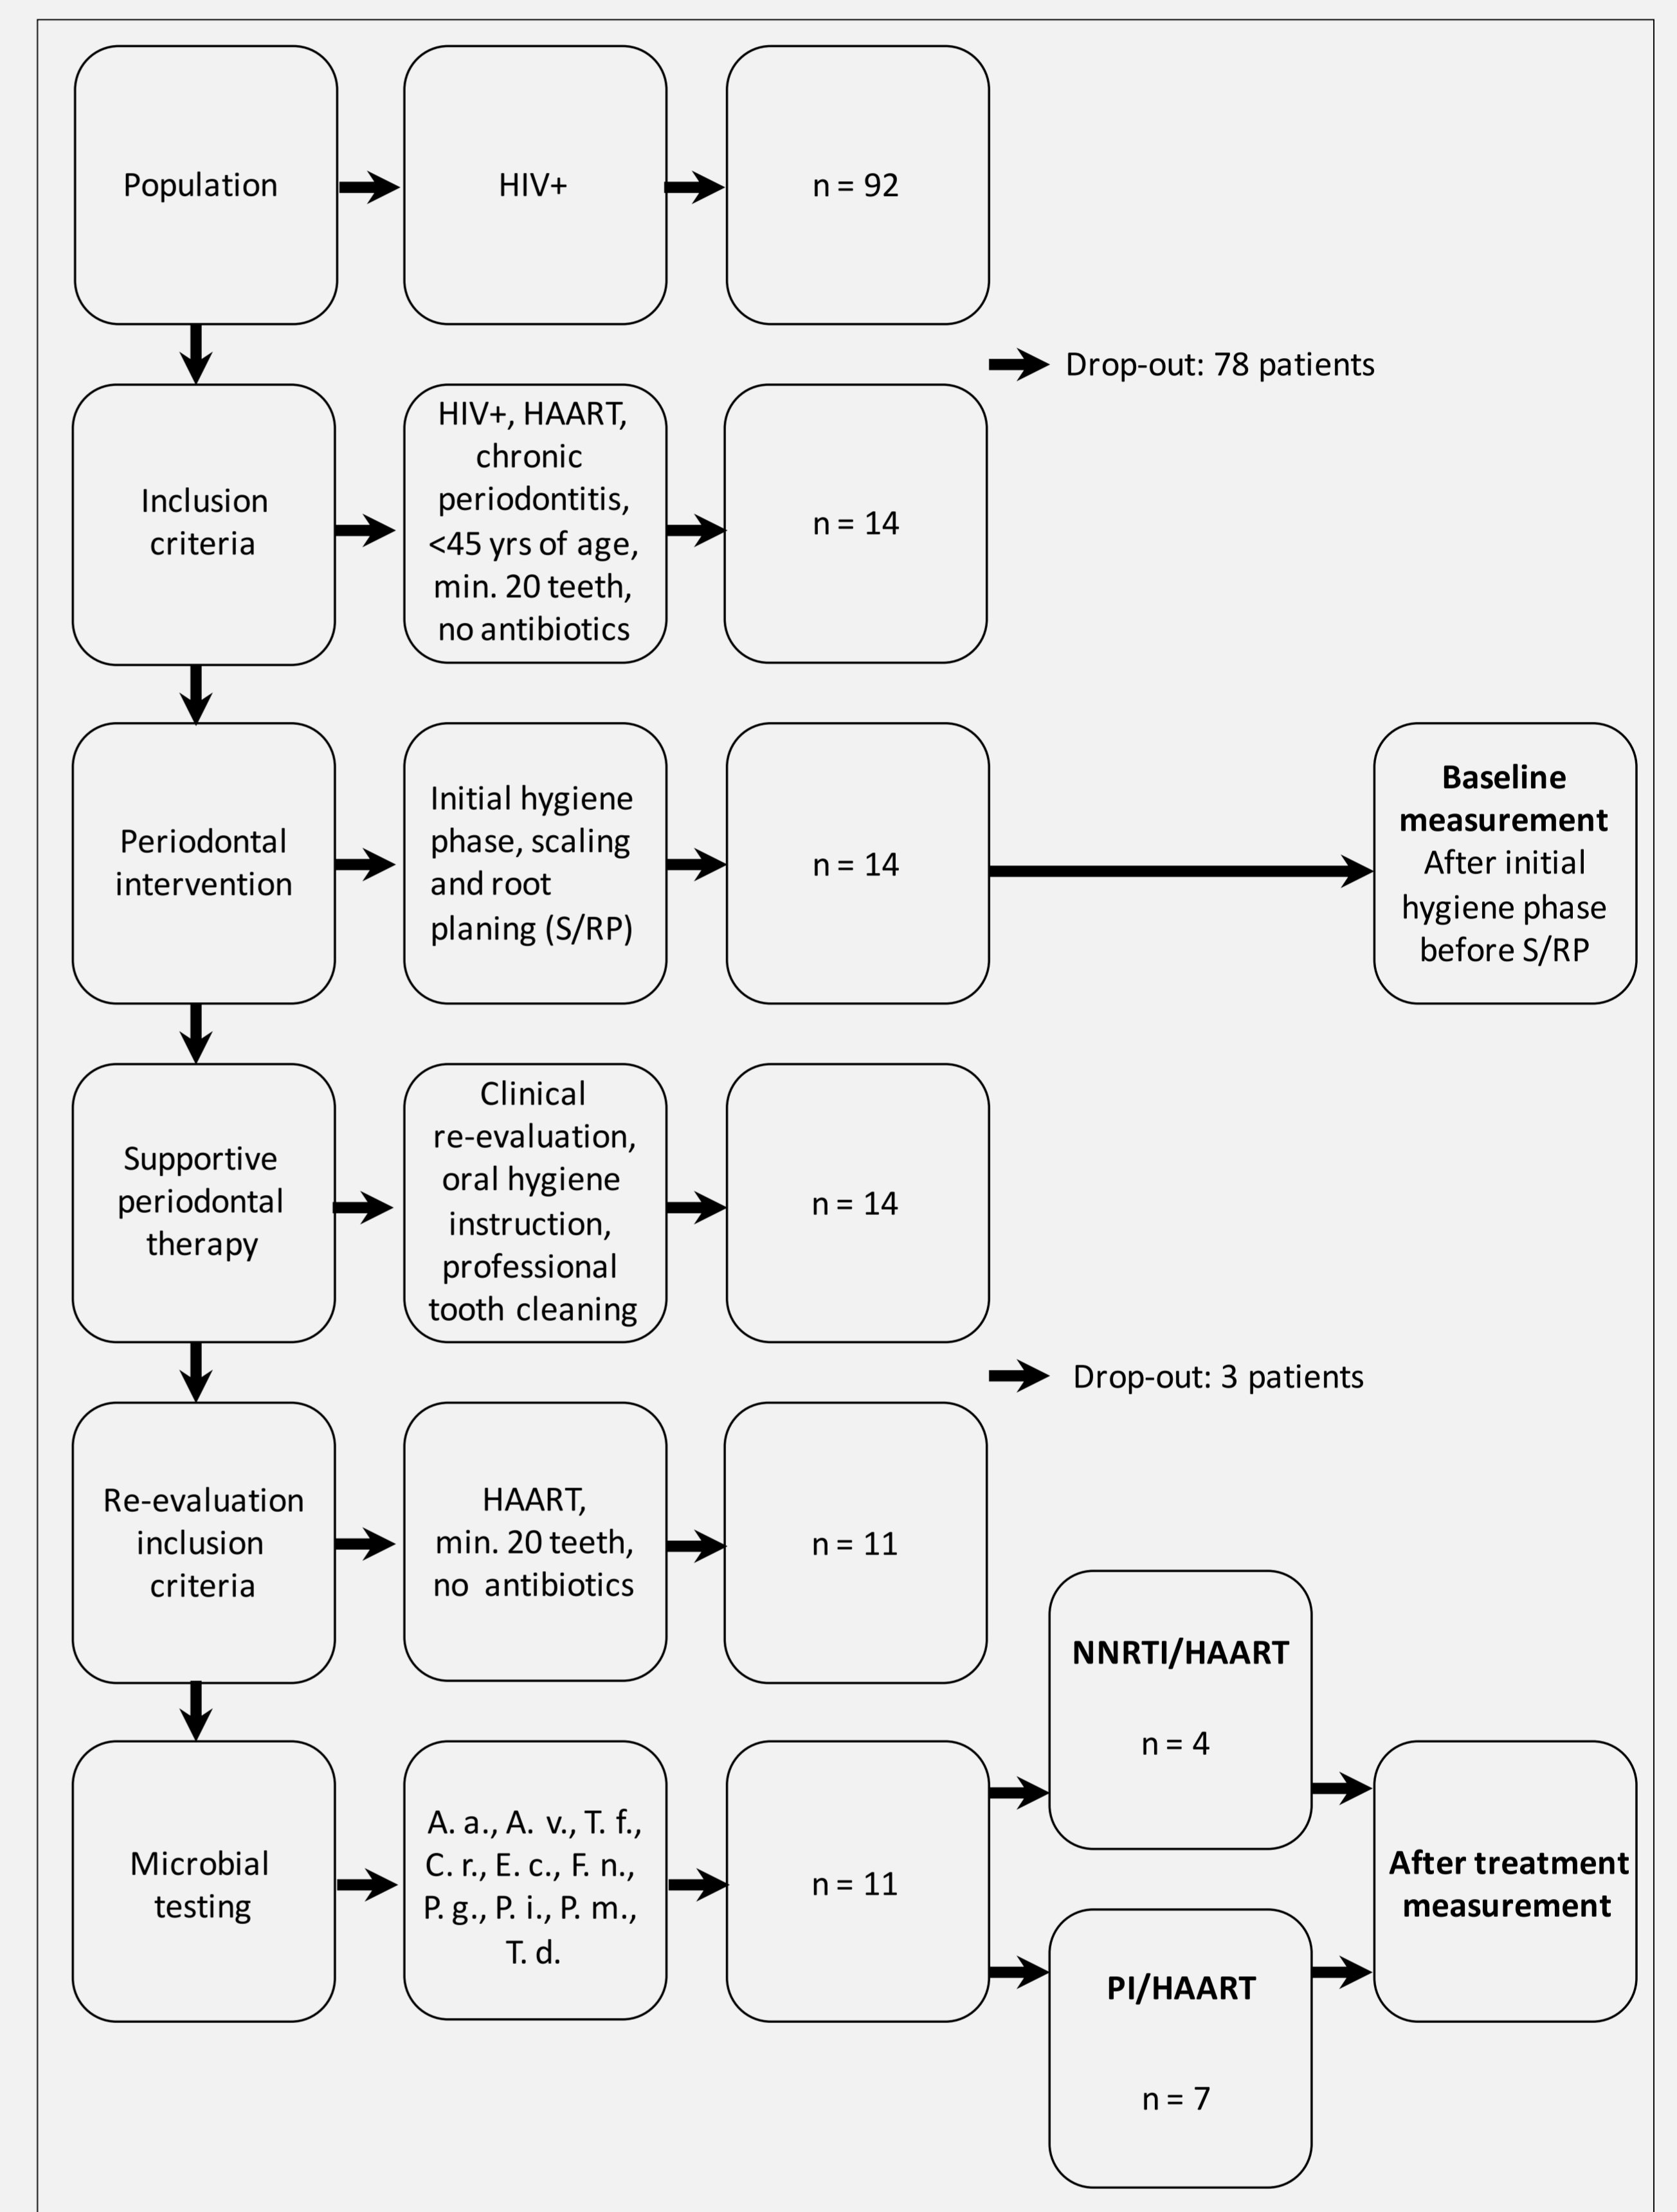 Population
HIV+
n = 92
Drop-out: 78 patients
Inclusion
criteria
HIV+, HAART,
chronic
periodontitis,
<45 yrs of age,
min. 20 teeth,
no antibiotics
n = 14
Periodontal
intervention
Initial hygiene
phase, scaling
and root
planing (S/RP)
n = 14
Baseline
measurement
After initial
hygiene phase
before S/RP
Supportive
periodontal
therapy
Clinical
re-evaluation,
oral hygiene
instruction,
professional
tooth cleaning
n = 14
Drop-out: 3 patients
Re-evaluation
inclusion
criteria
HAART,
min. 20 teeth,
no antibiotics
n = 11
Microbial
testing
A. a., A. v., T. f.,
C. r., E. c., F. n.,
P. g., P. i., P. m.,
T. d.
n = 11
NNRTI/HAART
n = 4
PI/HAART
n = 7
After treatment
measurement